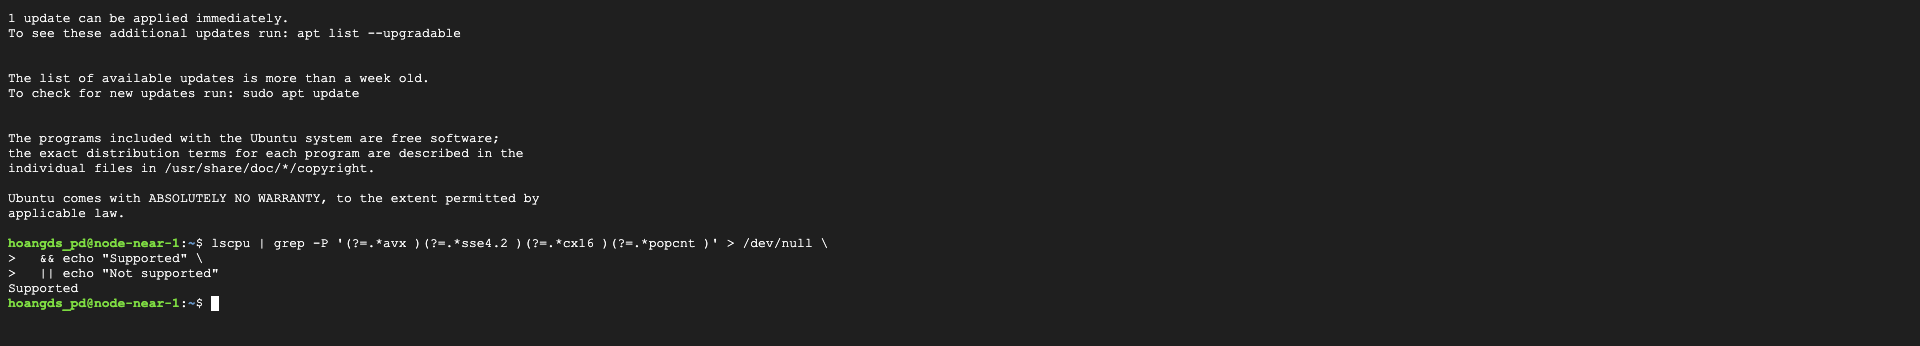 1 update can be applied immediately.
To see these additional updates run: apt list --upgradable
The list of available updates is more than a week old.
To check for new updates run: sudo apt update
The programs included with the Ubuntu system are free software;
the exact distribution terms for each program are described in the
individual files in /usr/share/doc/*/copyright.
Ubuntu comes with ABSOLUTELY NO WARRANTY, to the extent permitted by
applicable law.
hoangds_pd@node-near-1:~$ lscpu | grep -P '(?=.*avx )(?=.*sse4.2 )(?=.*cx16 )(?=.*popcnt )' > /dev/null \
>   && echo "Supported" \
>   || echo "Not supported"
Supported
hoangds_pd@node-near-1:~$